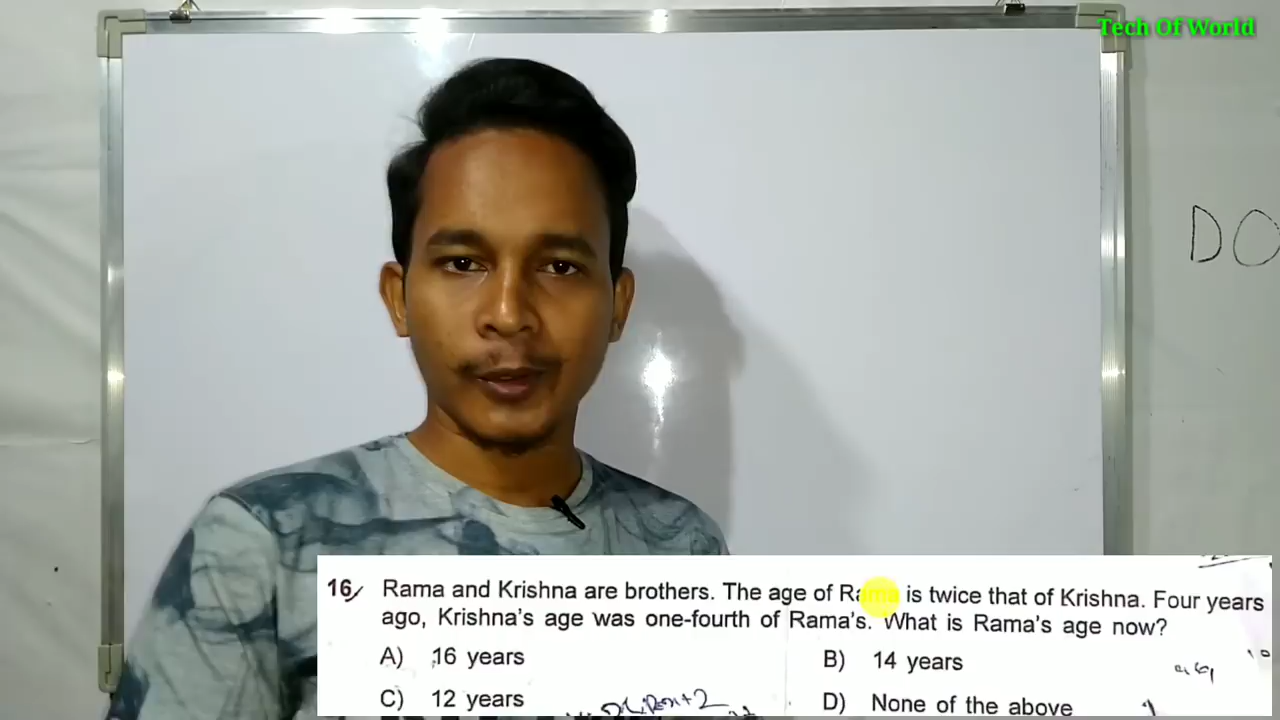 Tech Of World
DO
16 Rama and Krishna are brothers. The age of Rama is twice that of Krishna. Four years
ago, Krishna's age was one-fourth of Rama's. What is Rama's age now?
A) 16 years
B) 14 years
C) 12 years
D) None of the above